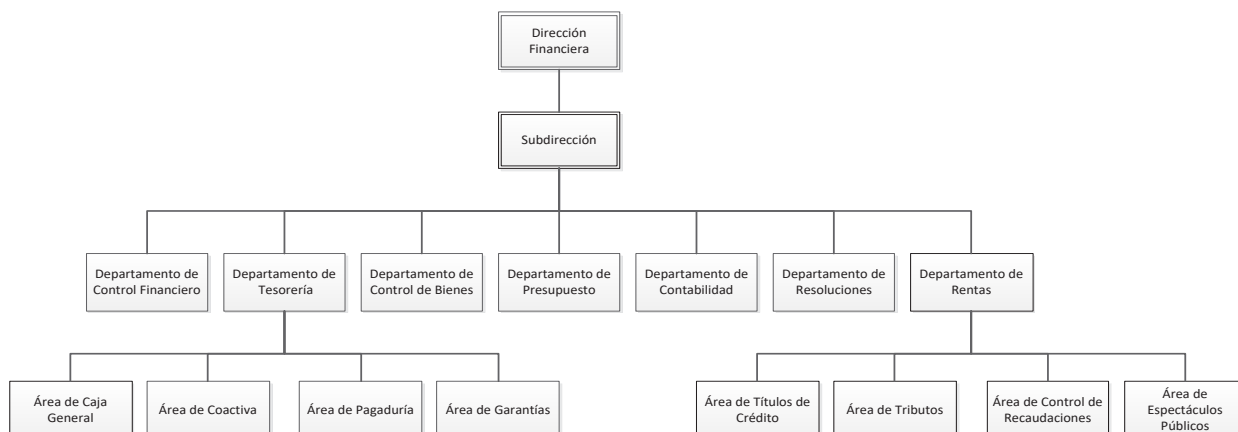 Dirección
Financiera
Subdirección
Departamento de
Control Financiero
Departamento de
Tesorería
Departamento de
Control de Bienes
Departamento de
Presupuesto
Departamento de
Contabilidad
Departamento de
Resoluciones
Departamento de
Rentas
Área de Caja
General
Área de Coactiva
Área de Pagaduría
Área de Garantías
Área de Títulos de
Crédito
Área de Tributos
Área de Control de
Recaudaciones
Área de
Espectáculos
Públicos